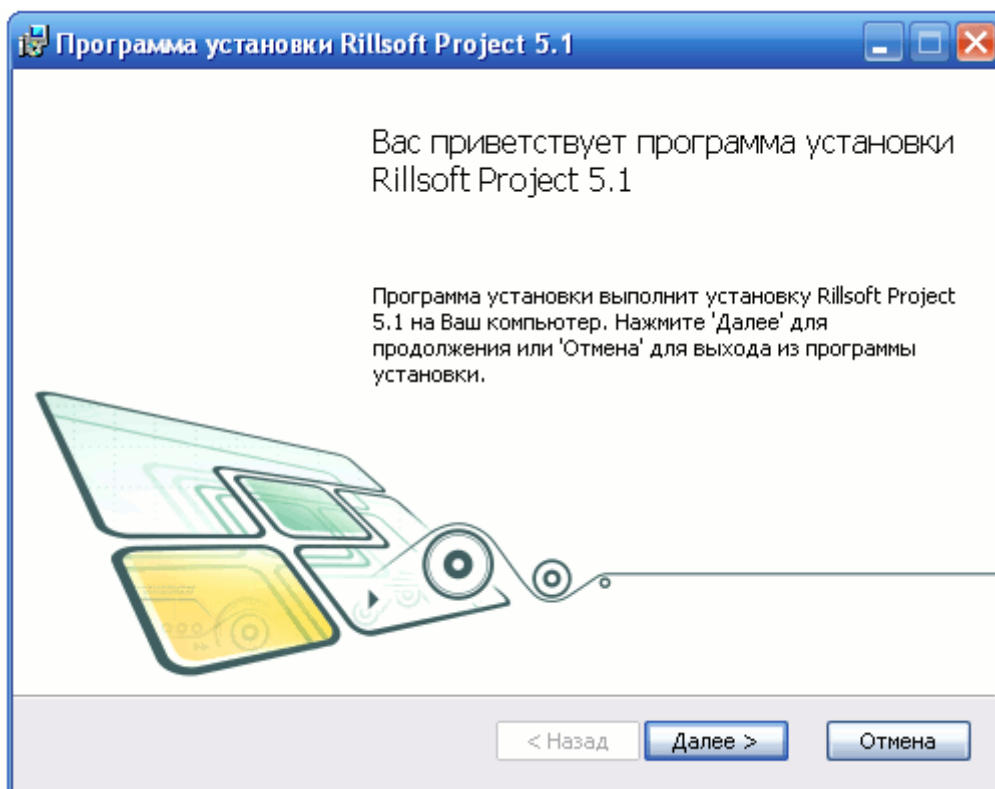 Программа установки Rillsoft Project 5.1
Вас приветствует программа установки
Rillsoft Project 5.1
Программа установки выполнит установку Rillsoft Project
5.1 на Ваш компьютер. Нажмите 'Далее' для
продолжения или 'Отмена' для выхода из программы
установки.
< Назад Далее > Отмена